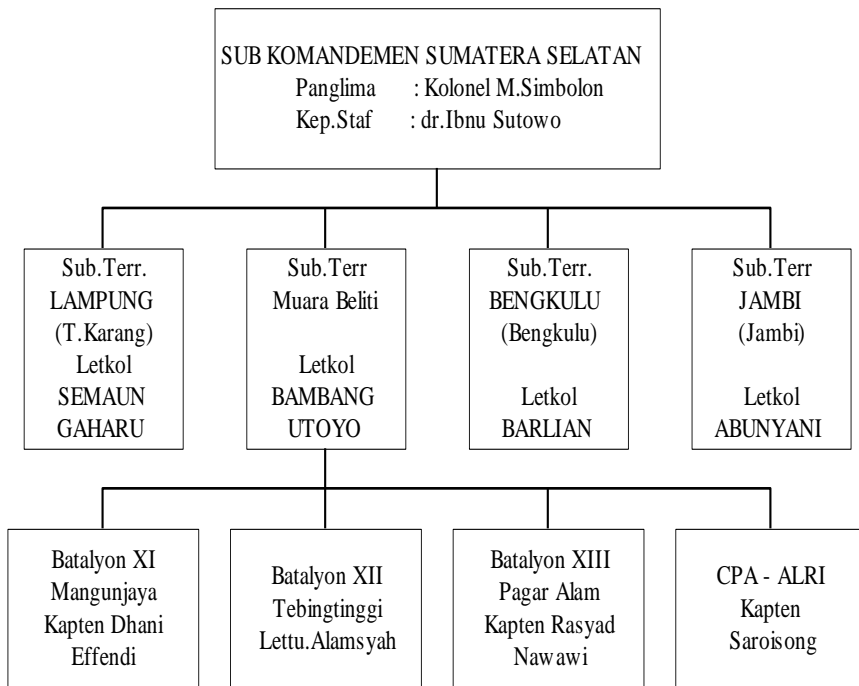 SUB KOMANDEMEN SUMATERA SELATAN
Panglima : Kolonel M.Simbolon
Kep.Staf : dr.Ibnu Sutowo
Sub.Terr.
LAMPUNG
(T.Karang)
Letkol
SEMAUN
GAHARU
Sub.Terr
Muara Beliti
Letkol
BAMBANG
UTOYO
Sub.Terr.
BENGKULU
(Bengkulu)
Letkol
BARLIAN
Sub.Terr
JAMBI
(Jambi)
Letkol
ABUNYANI
Batalyon XI
Mangunjaya
Kapten Dhani
Effendi
Batalyon XII
Tebingtinggi
Lettu.Alamsyah
Batalyon XIII
Pagar Alam
Kapten Rasyad
Nawawi
CPA - ALRI
Kapten
Saroisong